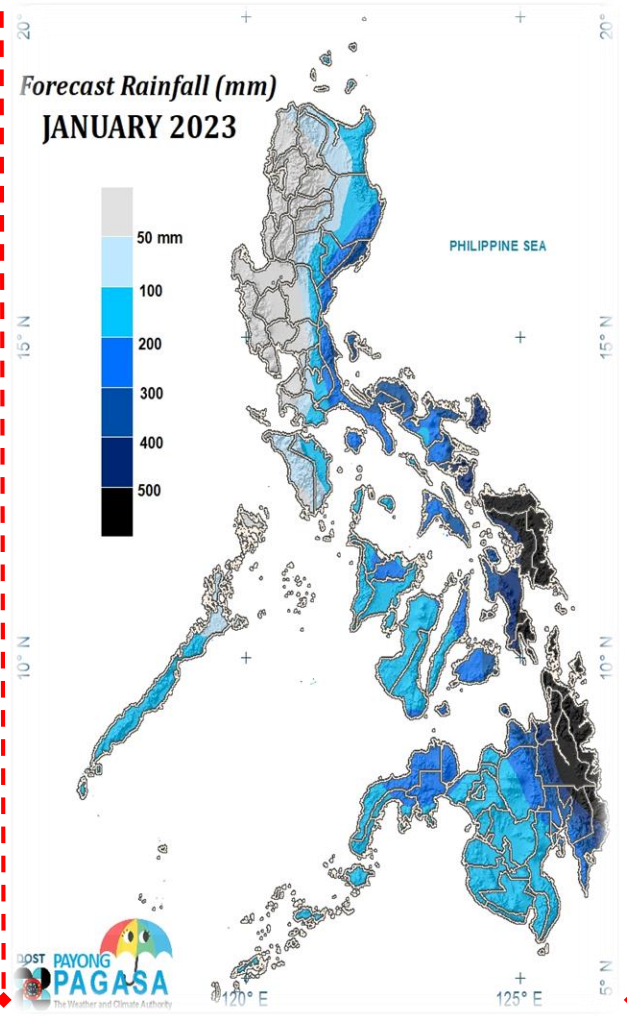 20°
20°
Forecast Rainfall (mm)
JANUARY 2023
50 mm
100
200
300
400
500
PHILIPPINE SEA
15° N
15° N
10° N
10° N
DOST
PAYONG
PAGASA
The Weather and Climate Authority
120° E
125° E
5° N